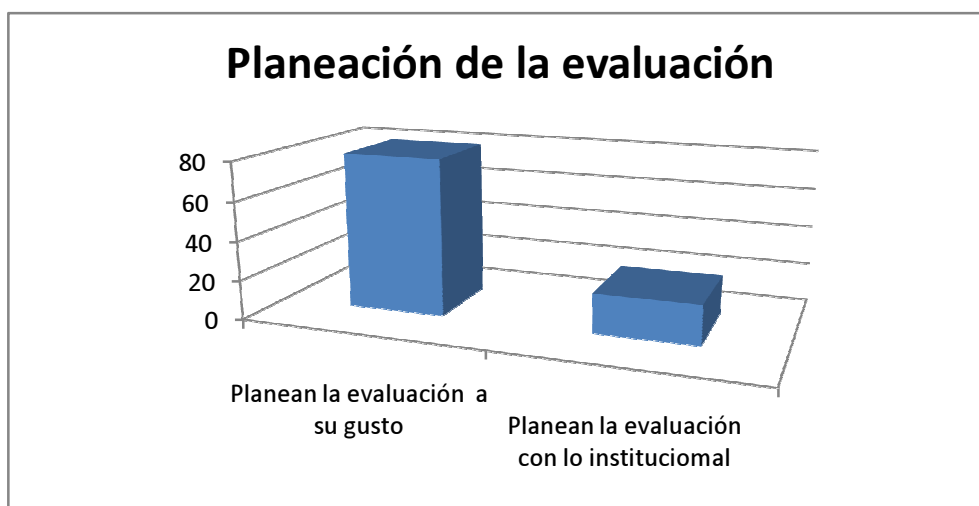 Planeación de la evaluación
80
60
40
20
0
Planean la evaluación a
su gusto
Planean la evaluación
con lo instituciomal